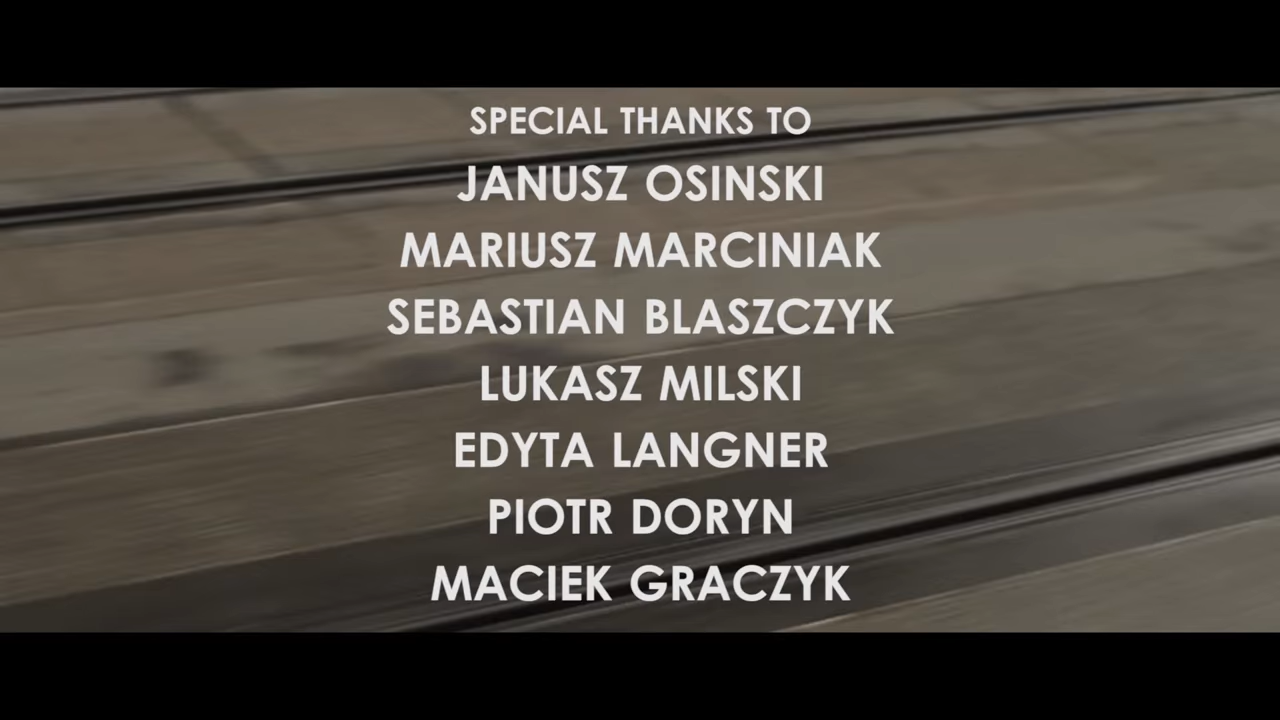 SPECIAL THANKS TO
JANUSZ OSINSKI
MARIUSZ MARCINIAK
SEBASTIAN BLASZCZYK
LUKASZ MILSKI
EDYTA LANGNER
PIOTR DORYN
MACIEK GRACZYK